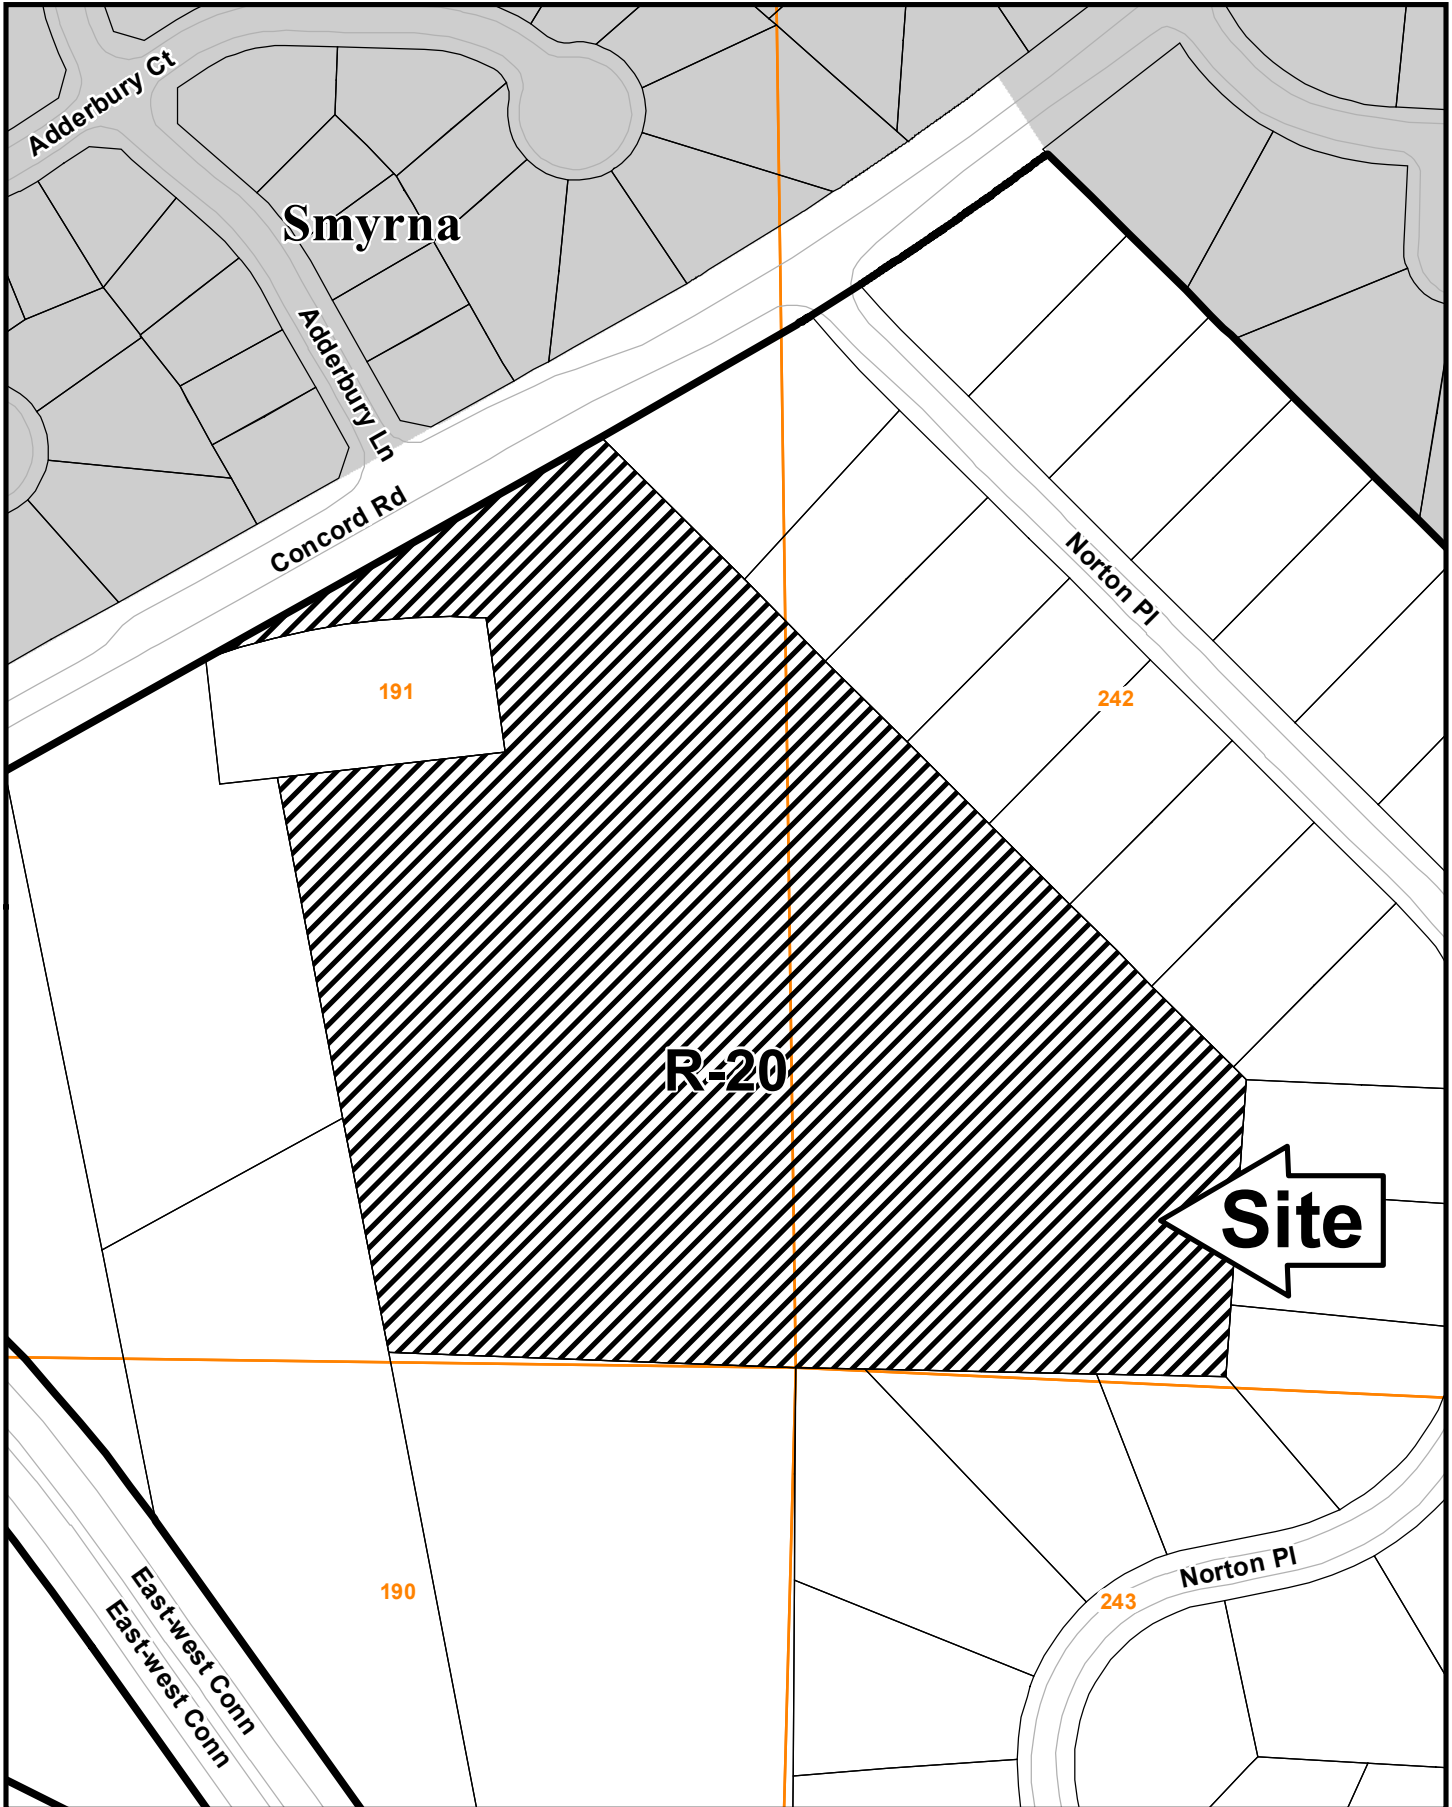 Adderbury Ct
Smyrna
Adderbury Ln
Concord Rd
Norton Pl
191
242
R-20
Site
East-west Conn
East-west Conn
190
Norton Pl
243